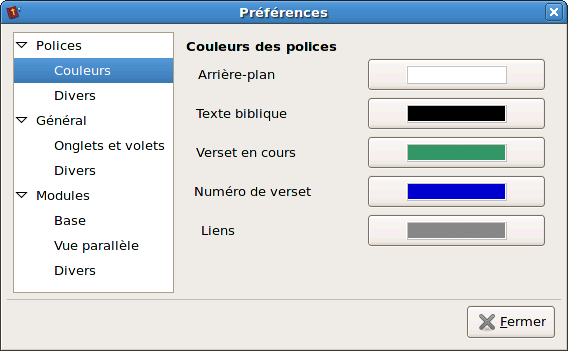 Préférences
Polices
Couleurs
Divers
Général
Onglets et volets
Divers
Modules
Base
Vue parallèle
Divers
Couleurs des polices
Arrière-plan
Texte biblique
Verset en cours
Numéro de verset
Liens
Fermer